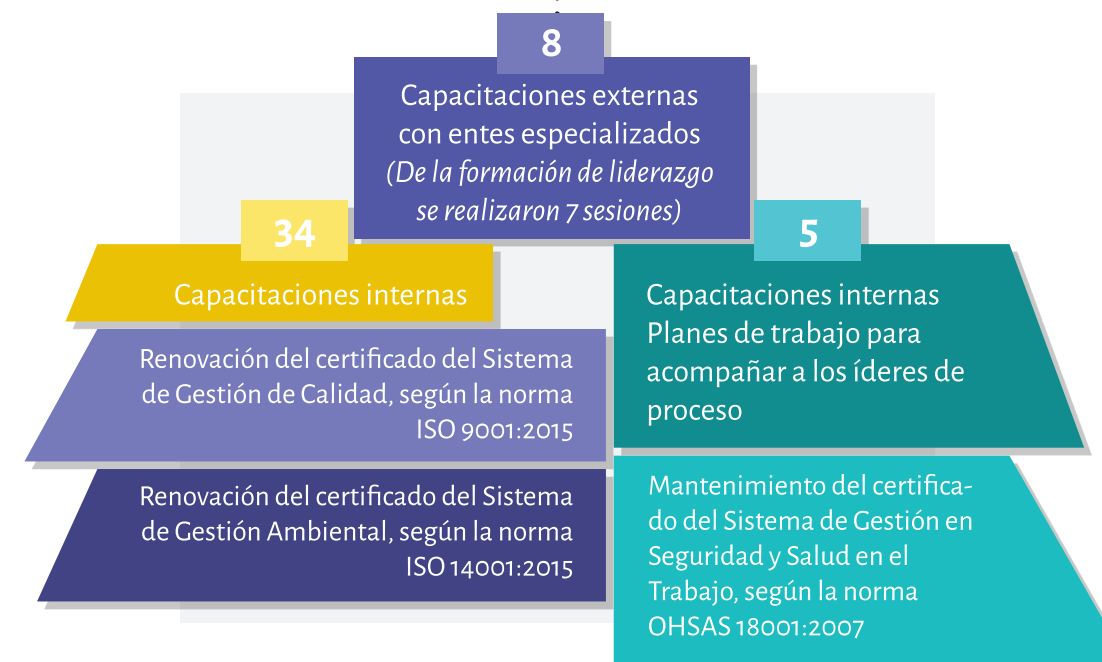 8
Capacitaciones externas
con entes especializados
(De la formación de liderazgo
se realizaron 7 sesiones)
34
Capacitaciones internas
Renovación del certificado del Sistema
de Gestión de Calidad, según la norma
ISO 9001:2015
Renovación del certificado del Sistema
de Gestión Ambiental, según la norma
ISO 14001:2015
5
Capacitaciones internas
Planes de trabajo para
acompañar a los íderes de
proceso
Mantenimiento del certifica-
do del Sistema de Gestión en
Seguridad y Salud en el
Trabajo, según la norma
OHSAS 18001:2007